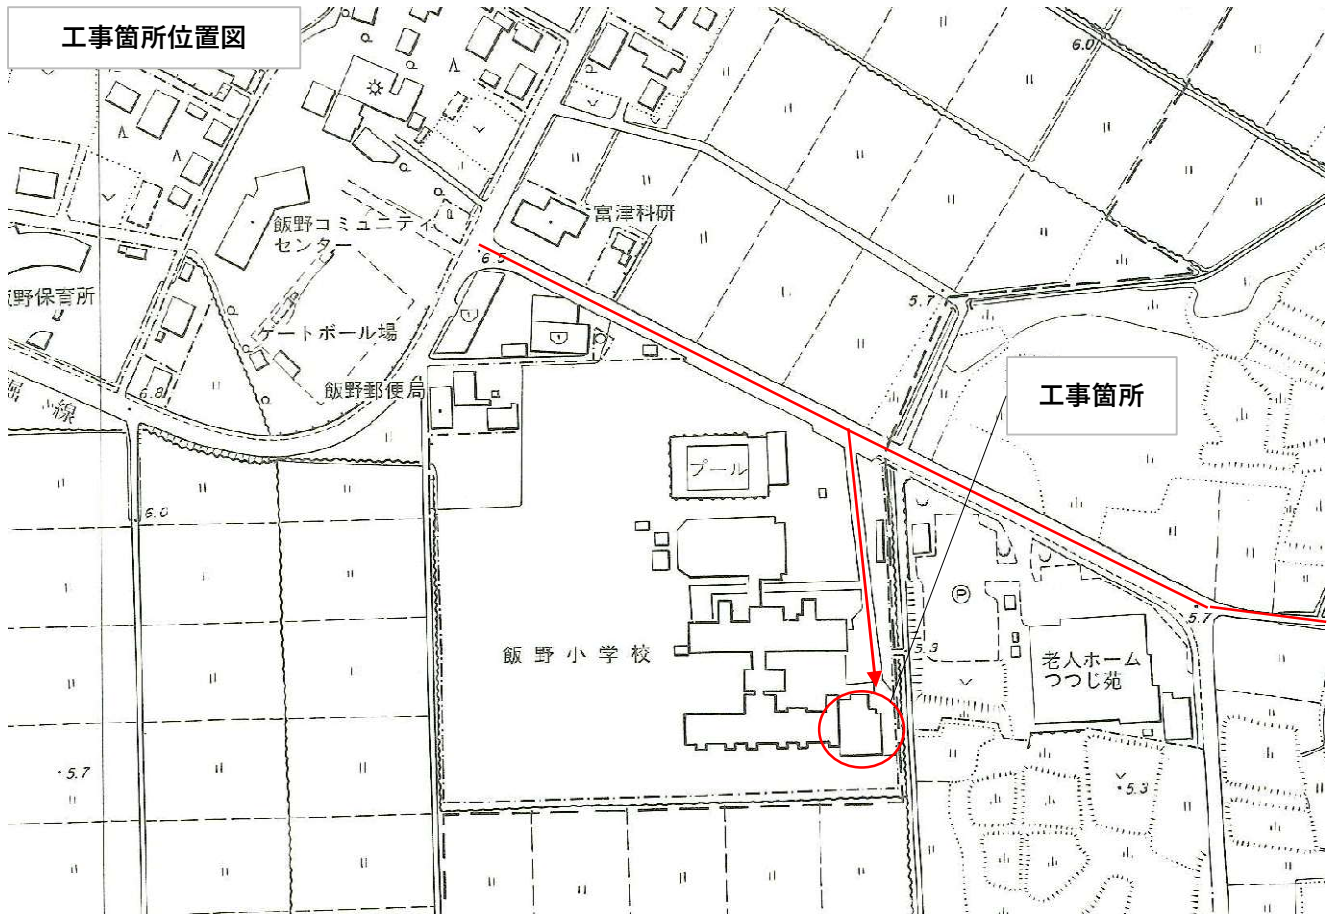 工事箇所位置図
6.0
飯野コミュニティ
センター
富津科研
6.5
野保育所
5.7
ゲートボール場
飯野郵便局
6.8
線
工事箇所
プール
6.0
P
5.7
飯野小学校
5.3
老人ホーム
つつじ苑
5.7
5.3